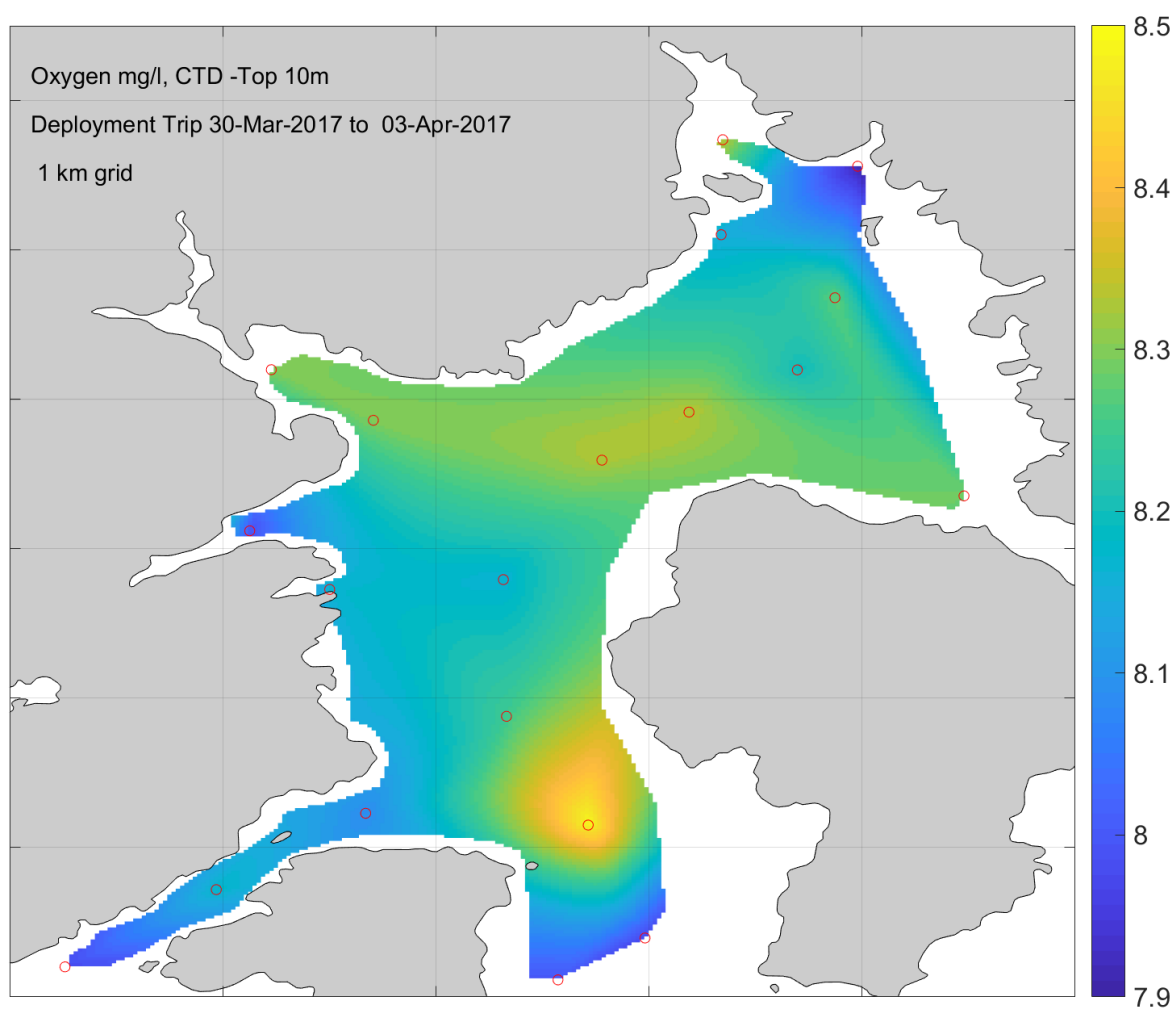 Oxygen mg/l, CTD -Top 10m
Deployment Trip 30-Mar-2017 to  03-Apr-2017
1 km grid
8.5
8.4
8.3
8.2
8.1
8
7.9